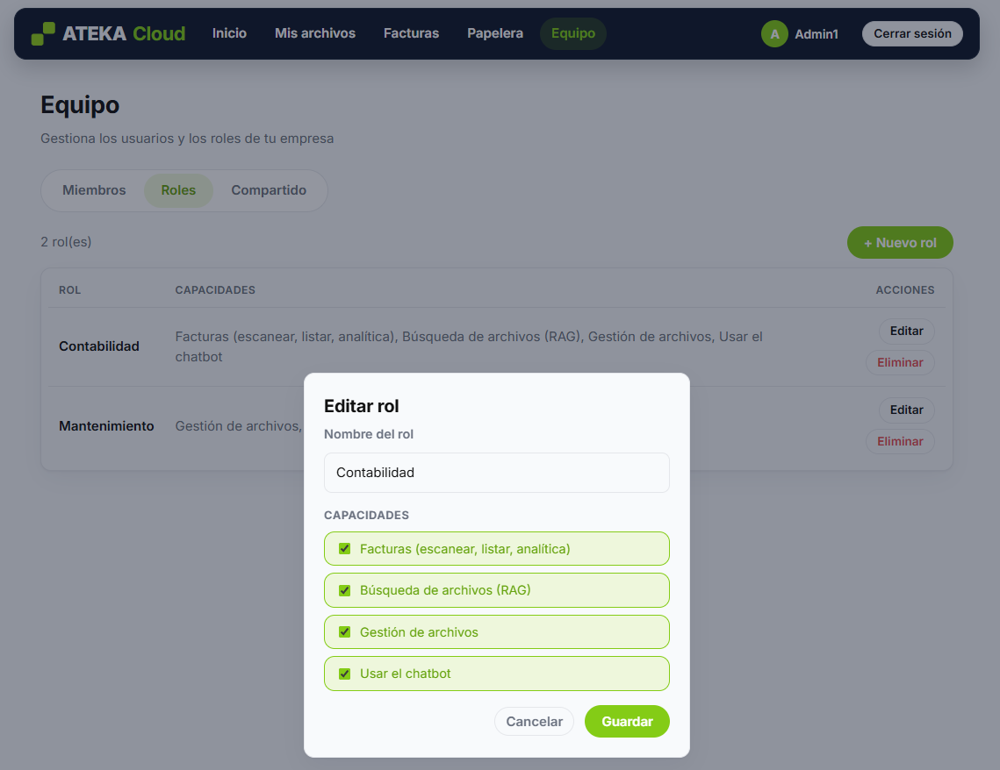 ATEKA Cloud Inicio Mis archivos Facturas Papelera Equipo A Admin1 Cerrar sesión
Equipo
Gestiona los usuarios y los roles de tu empresa
Miembros Roles Compartido
2 rol(es) + Nuevo rol
ROL CAPACIDADES ACCIONES
Contabilidad Facturas (escanear, listar, analítica), Búsqueda de archivos (RAG), Gestión de archivos, Usar el
chatbot
Editar
Eliminar
Mantenimiento Gestión de archivos,
Editar
Eliminar
Editar rol
Nombre del rol
Contabilidad
CAPACIDADES
Facturas (escanear, listar, analítica)
Búsqueda de archivos (RAG)
Gestión de archivos
Usar el chatbot
Cancelar Guardar